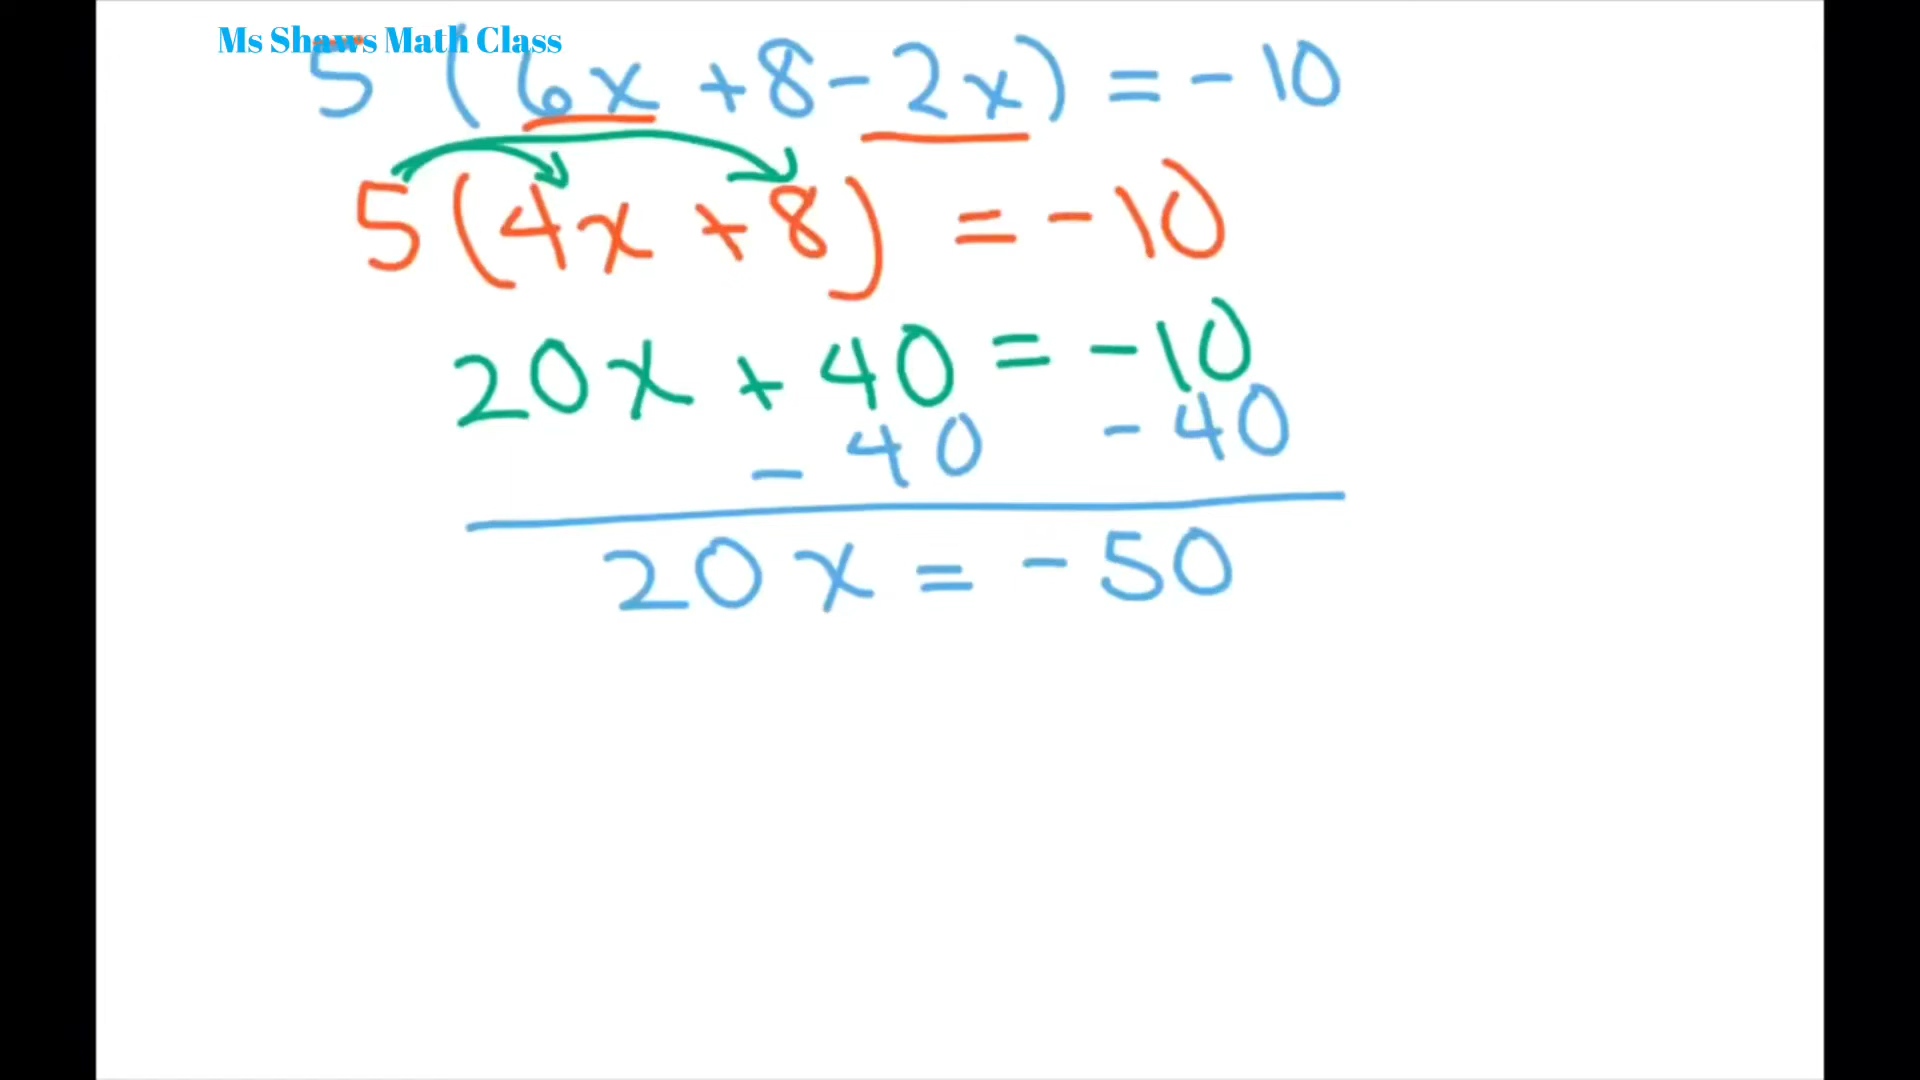 Ms Shaws Math Class
5(6x+8-2x)=-10
5(4x+8)=-10
20x+40=-10
-40 -40
20x=-50